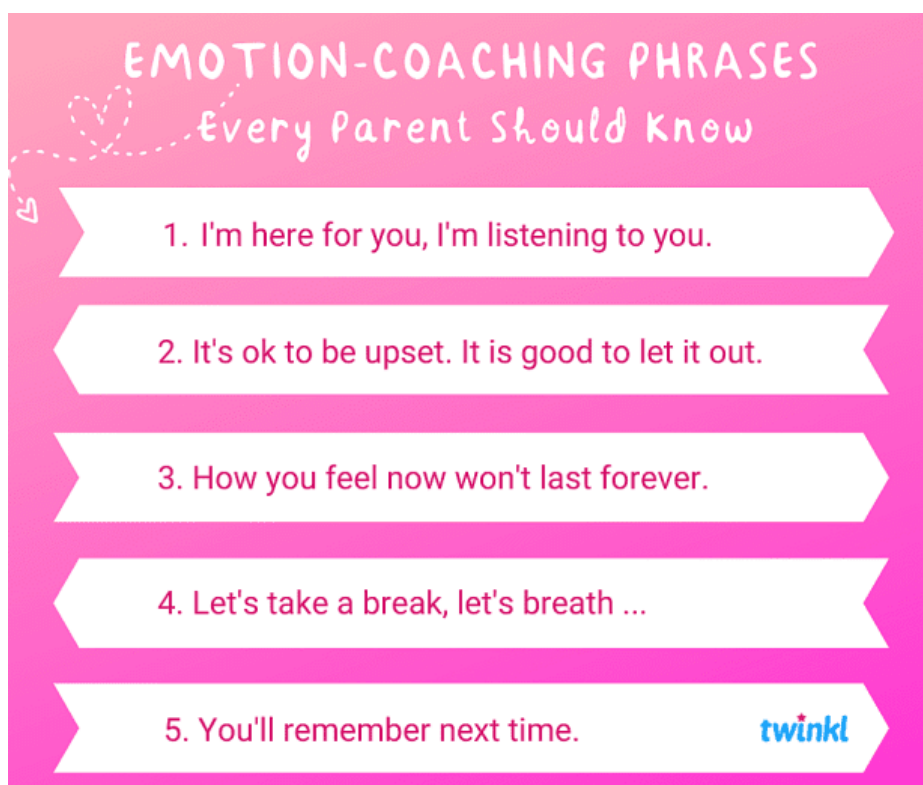 EMOTION-COACHING PHRASES
Every Parent Should Know
1. I'm here for you, I'm listening to you.
2. It's ok to be upset. It is good to let it out.
3. How you feel now won't last forever.
4. Let's take a break, let's breath ...
5. You'll remember next time.
twinkl